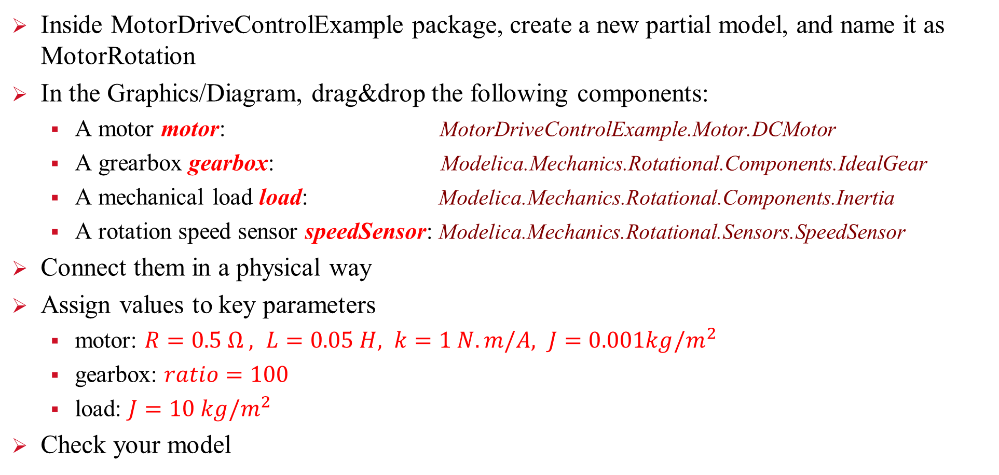 ➢ Inside MotorDriveControlExample package, create a new partial model, and name it as
MotorRotation
➢ In the Graphics/Diagram, drag&drop the following components:
▪ A motor motor: MotorDriveControlExample.Motor.DCMotor
▪ A grearbox gearbox: Modelica.Mechanics.Rotational.Components.IdealGear
▪ A mechanical load load: Modelica.Mechanics.Rotational.Components.Inertia
▪ A rotation speed sensor speedSensor: Modelica.Mechanics.Rotational.Sensors.SpeedSensor
➢ Connect them in a physical way
➢ Assign values to key parameters
▪ motor: R = 0.5 Ω , L = 0.05 H, k = 1 N.m/A, J = 0.001kg/m²
▪ gearbox: ratio = 100
▪ load: J = 10 kg/m²
➢ Check your model